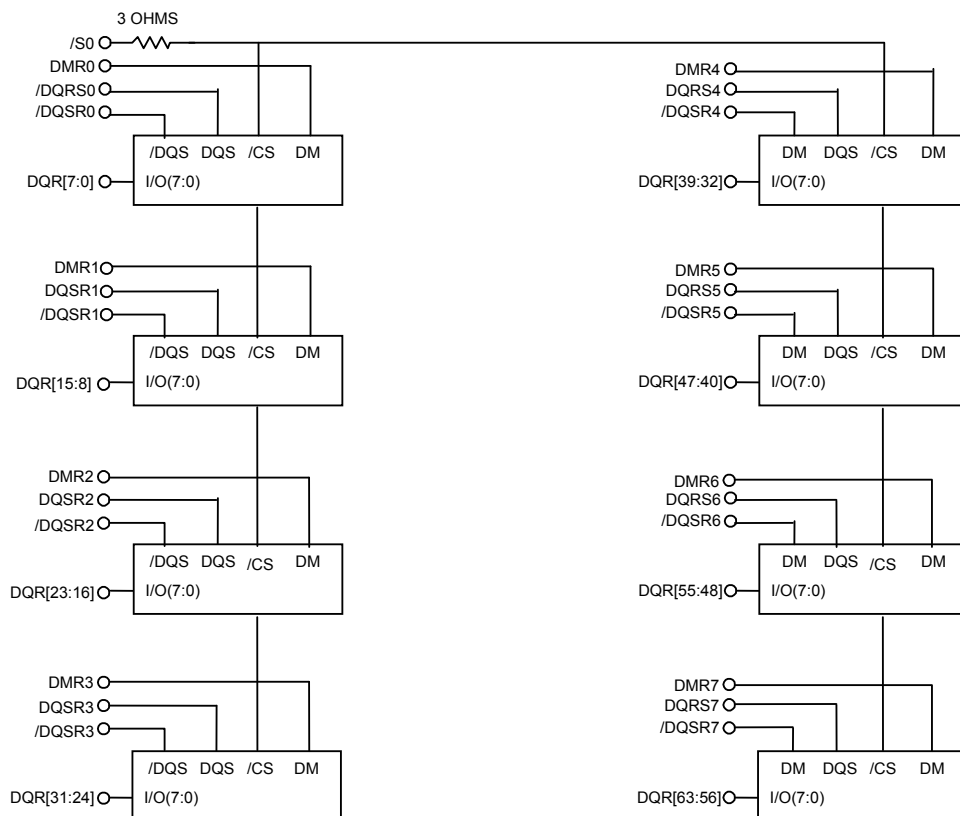 3 OHMS
/S0
DMR0
/DQRS0
/DQSR0
/DQS DQS /CS DM
DQR[7:0]
I/O(7:0)
DMR1
DQSR1
/DQSR1
/DQS DQS /CS DM
DQR[15:8]
I/O(7:0)
DMR2
DQSR2
/DQSR2
/DQS DQS /CS DM
DQR[23:16]
I/O(7:0)
DMR3
DQSR3
/DQSR3
/DQS DQS /CS DM
DQR[31:24]
I/O(7:0)
DMR4
DQRS4
/DQSR4
DM DQS /CS DM
DQR[39:32]
I/O(7:0)
DMR5
DQRS5
/DQSR5
DM DQS /CS DM
DQR[47:40]
I/O(7:0)
DMR6
DQRS6
/DQSR6
DM DQS /CS DM
DQR[55:48]
I/O(7:0)
DMR7
DQRS7
/DQSR7
DM DQS /CS DM
DQR[63:56]
I/O(7:0)